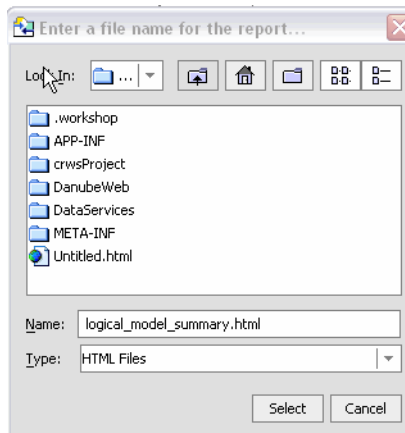 Enter a file name for the report...
Look In: ...
.workshop
APP-INF
crwsProject
DanubeWeb
DataServices
META-INF
Untitled.html
Name: logical_model_summary.html
Type: HTML Files
Select Cancel